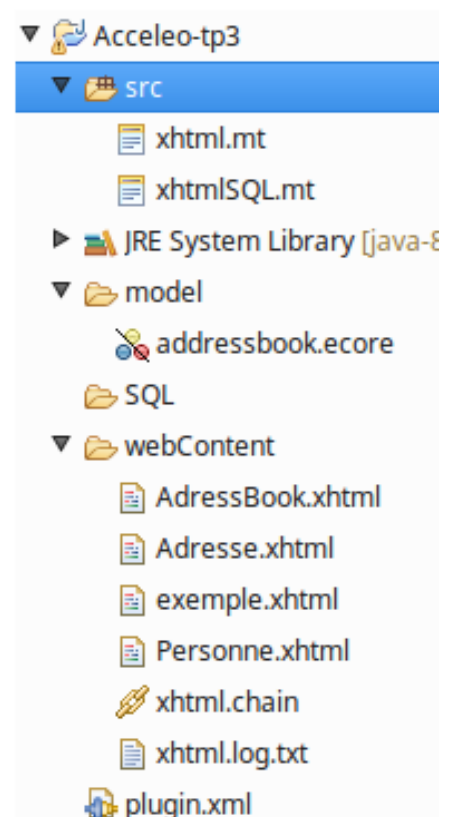 Acceleo-tp3
src
xhtml.mt
xhtmlSQL.mt
JRE System Library [java-8
model
addressbook.ecore
SQL
webContent
AdressBook.xhtml
Adresse.xhtml
exemple.xhtml
Personne.xhtml
xhtml.chain
xhtml.log.txt
plugin.xml